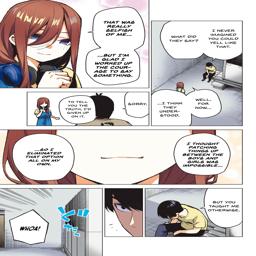 WHAT DID
THEY SAY?
I NEVER
IMAGINED
YOU COULD
YELL LIKE
THAT.
THAT WAS
REALLY
SELFISH
OF ME...
...BUT I'M
GLAD I
WORKED UP
THE COUR-
AGE TO SAY
SOMETHING.
WELL,
FOR
NOW...
...I THINK
THEY
UNDER-
STOOD.
SORRY.
TO TELL
YOU THE
TRUTH, I'M
GIVEN UP
ON IT.
I THOUGHT
PATCHING
THINGS UP
BETWEEN THE
BOYS AND
GIRLS WAS
IMPOSSIBLE...
...SO I
ELIMINATED
THAT OPTION
ALL ON MY
OWN.
BUT YOU
TAUGHT ME
OTHERWISE.
WHOA!